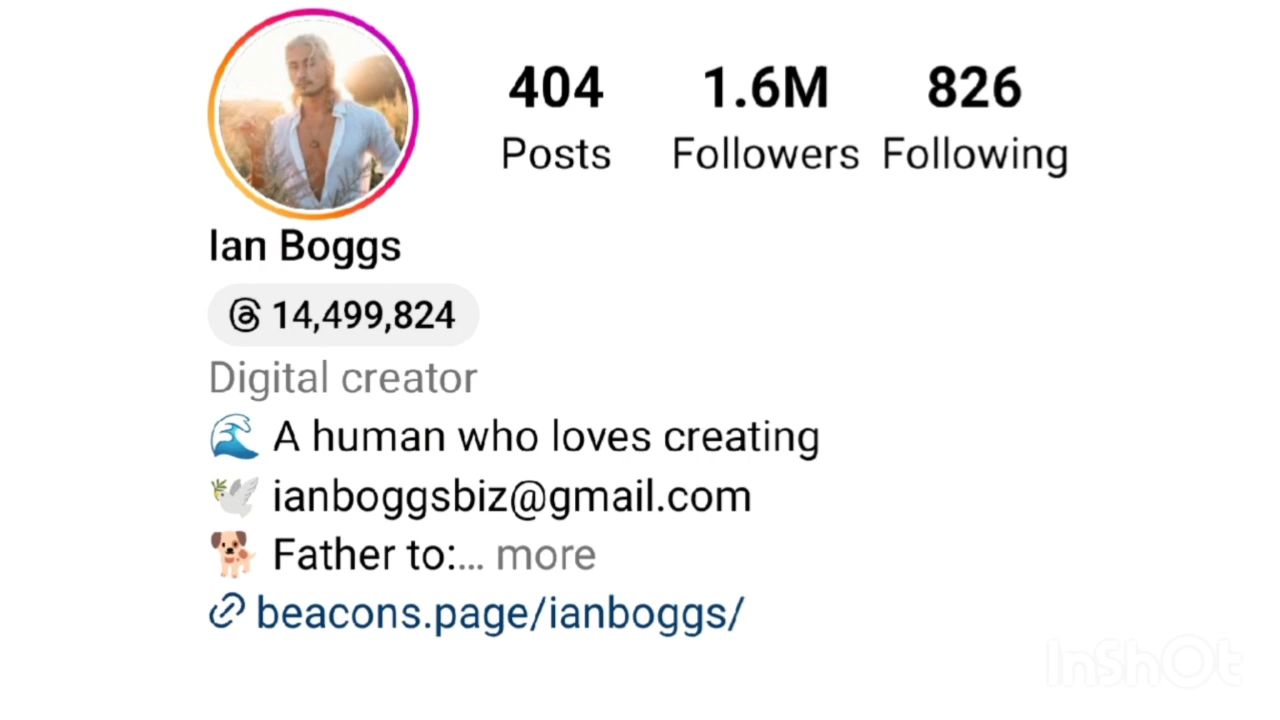 404 1.6M 826
Posts Followers Following
Ian Boggs
14,499,824
Digital creator
🌊 A human who loves creating
🕊️ ianboggsbiz@gmail.com
🐕 Father to:... more
beacons.page/ianboggs/
InShOt